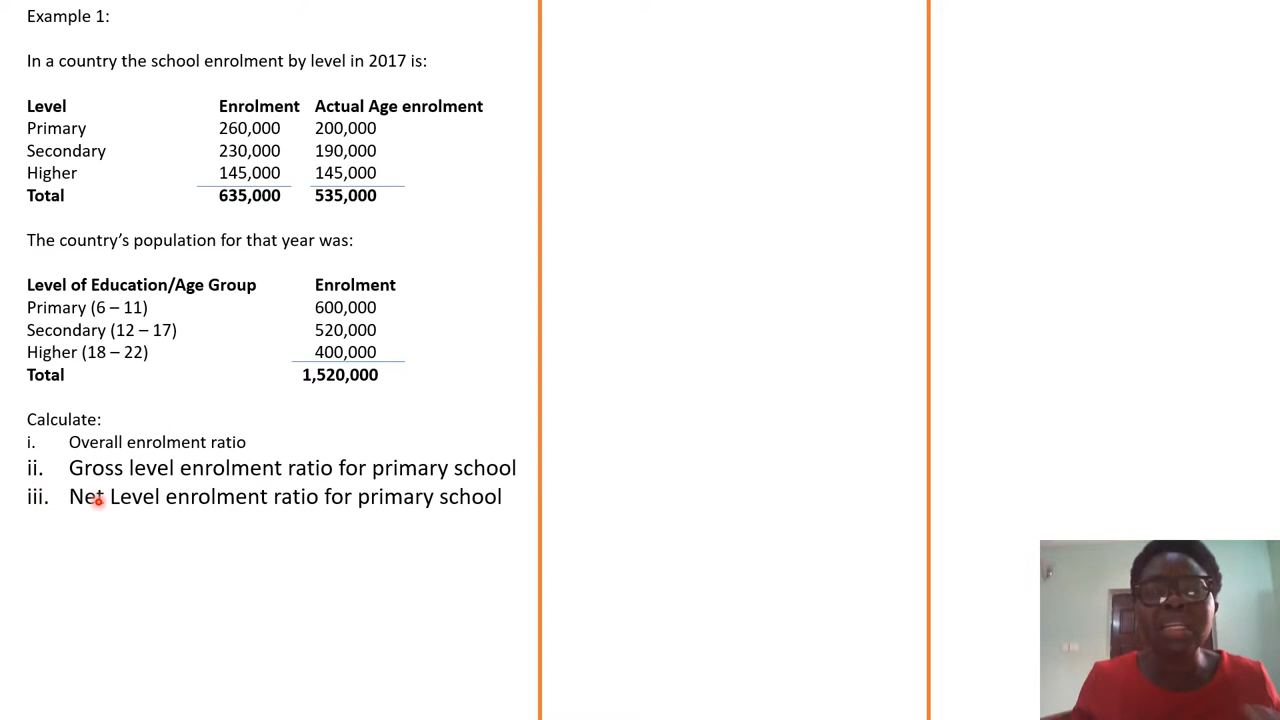 Example 1:
In a country the school enrolment by level in 2017 is:
Level Enrolment Actual Age enrolment
Primary 260,000 200,000
Secondary 230,000 190,000
Higher 145,000 145,000
Total 635,000 535,000
The country's population for that year was:
Level of Education/Age Group Enrolment
Primary (6 – 11) 600,000
Secondary (12 – 17) 520,000
Higher (18 – 22) 400,000
Total 1,520,000
Calculate:
i. Overall enrolment ratio
ii. Gross level enrolment ratio for primary school
iii. Net Level enrolment ratio for primary school